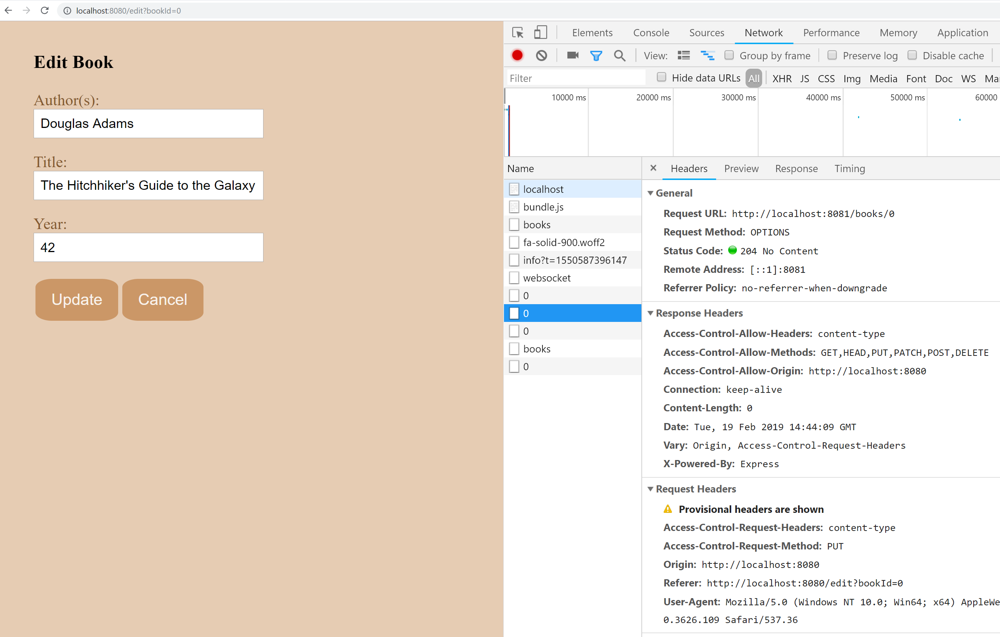 localhost:8080/edit?bookId=0
Edit Book
Author(s):
Douglas Adams
Title:
The Hitchhiker's Guide to the Galaxy
Year:
42
Update Cancel
Elements Console Sources Network Performance Memory Application
View: Group by frame Preserve log Disable cache
Filter Hide data URLs All XHR JS CSS Img Media Font Doc WS Ma
10000 ms 20000 ms 30000 ms 40000 ms 50000 ms 60000
Name
localhost
bundle.js
books
fa-solid-900.woff2
info?t=1550587396147
websocket
0
0
0
books
0
× Headers Preview Response Timing
General
Request URL: http://localhost:8081/books/0
Request Method: OPTIONS
Status Code: 204 No Content
Remote Address: [::1]:8081
Referrer Policy: no-referrer-when-downgrade
Response Headers
Access-Control-Allow-Headers: content-type
Access-Control-Allow-Methods: GET,HEAD,PUT,PATCH,POST,DELETE
Access-Control-Allow-Origin: http://localhost:8080
Connection: keep-alive
Content-Length: 0
Date: Tue, 19 Feb 2019 14:44:09 GMT
Vary: Origin, Access-Control-Request-Headers
X-Powered-By: Express
Request Headers
Provisional headers are shown
Access-Control-Request-Headers: content-type
Access-Control-Request-Method: PUT
Origin: http://localhost:8080
Referer: http://localhost:8080/edit?bookId=0
User-Agent: Mozilla/5.0 (Windows NT 10.0; Win64; x64) AppleWe
0.3626.109 Safari/537.36